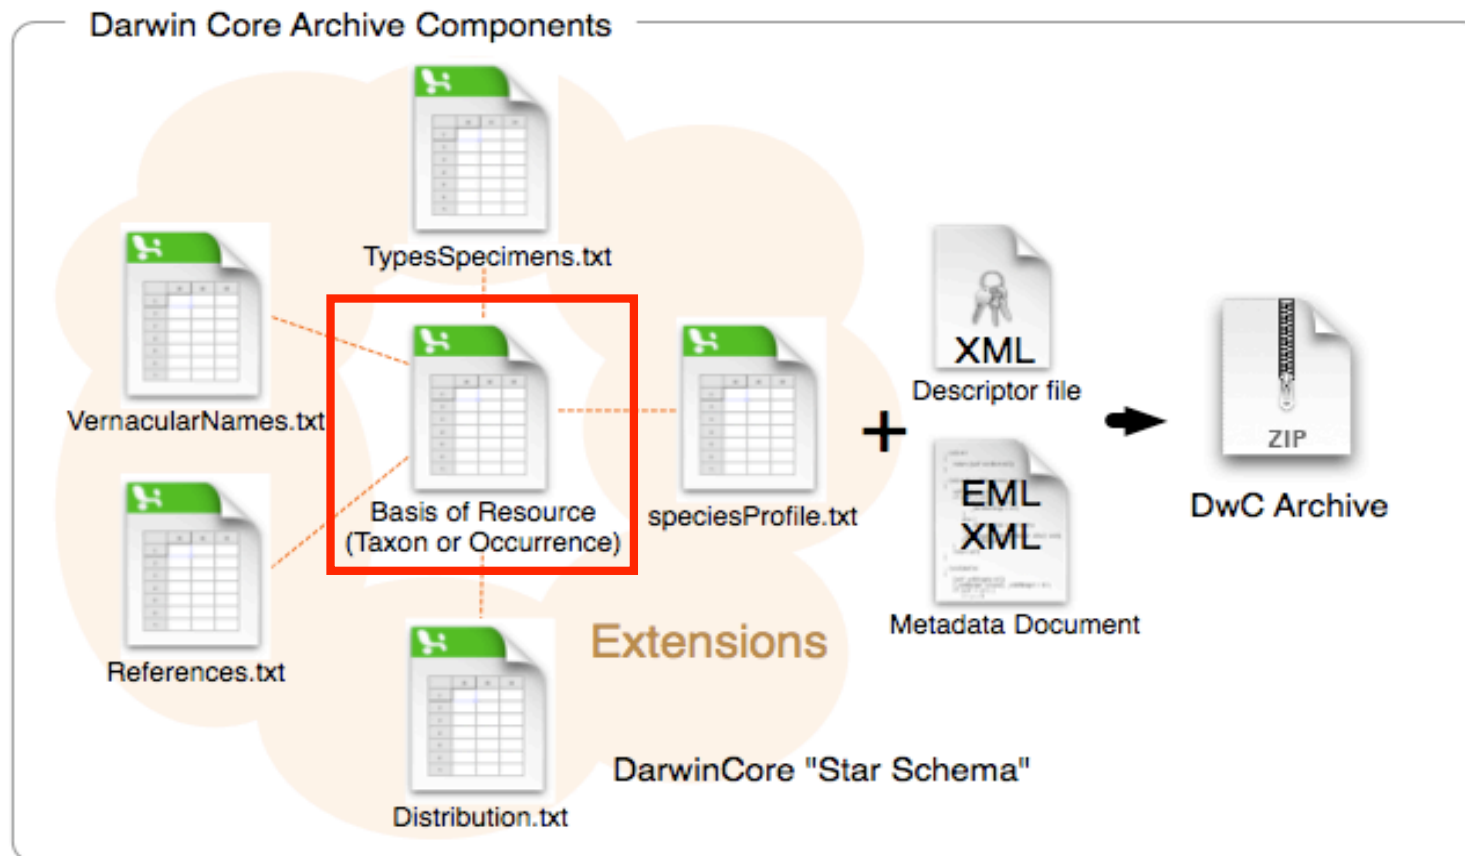 Darwin Core Archive Components
TypesSpecimens.txt
VernacularNames.txt
Basis of Resource
(Taxon or Occurrence)
speciesProfile.txt
References.txt
Distribution.txt
Extensions
DarwinCore "Star Schema"
+
XML
Descriptor file
EML
XML
Metadata Document
ZIP
DwC Archive